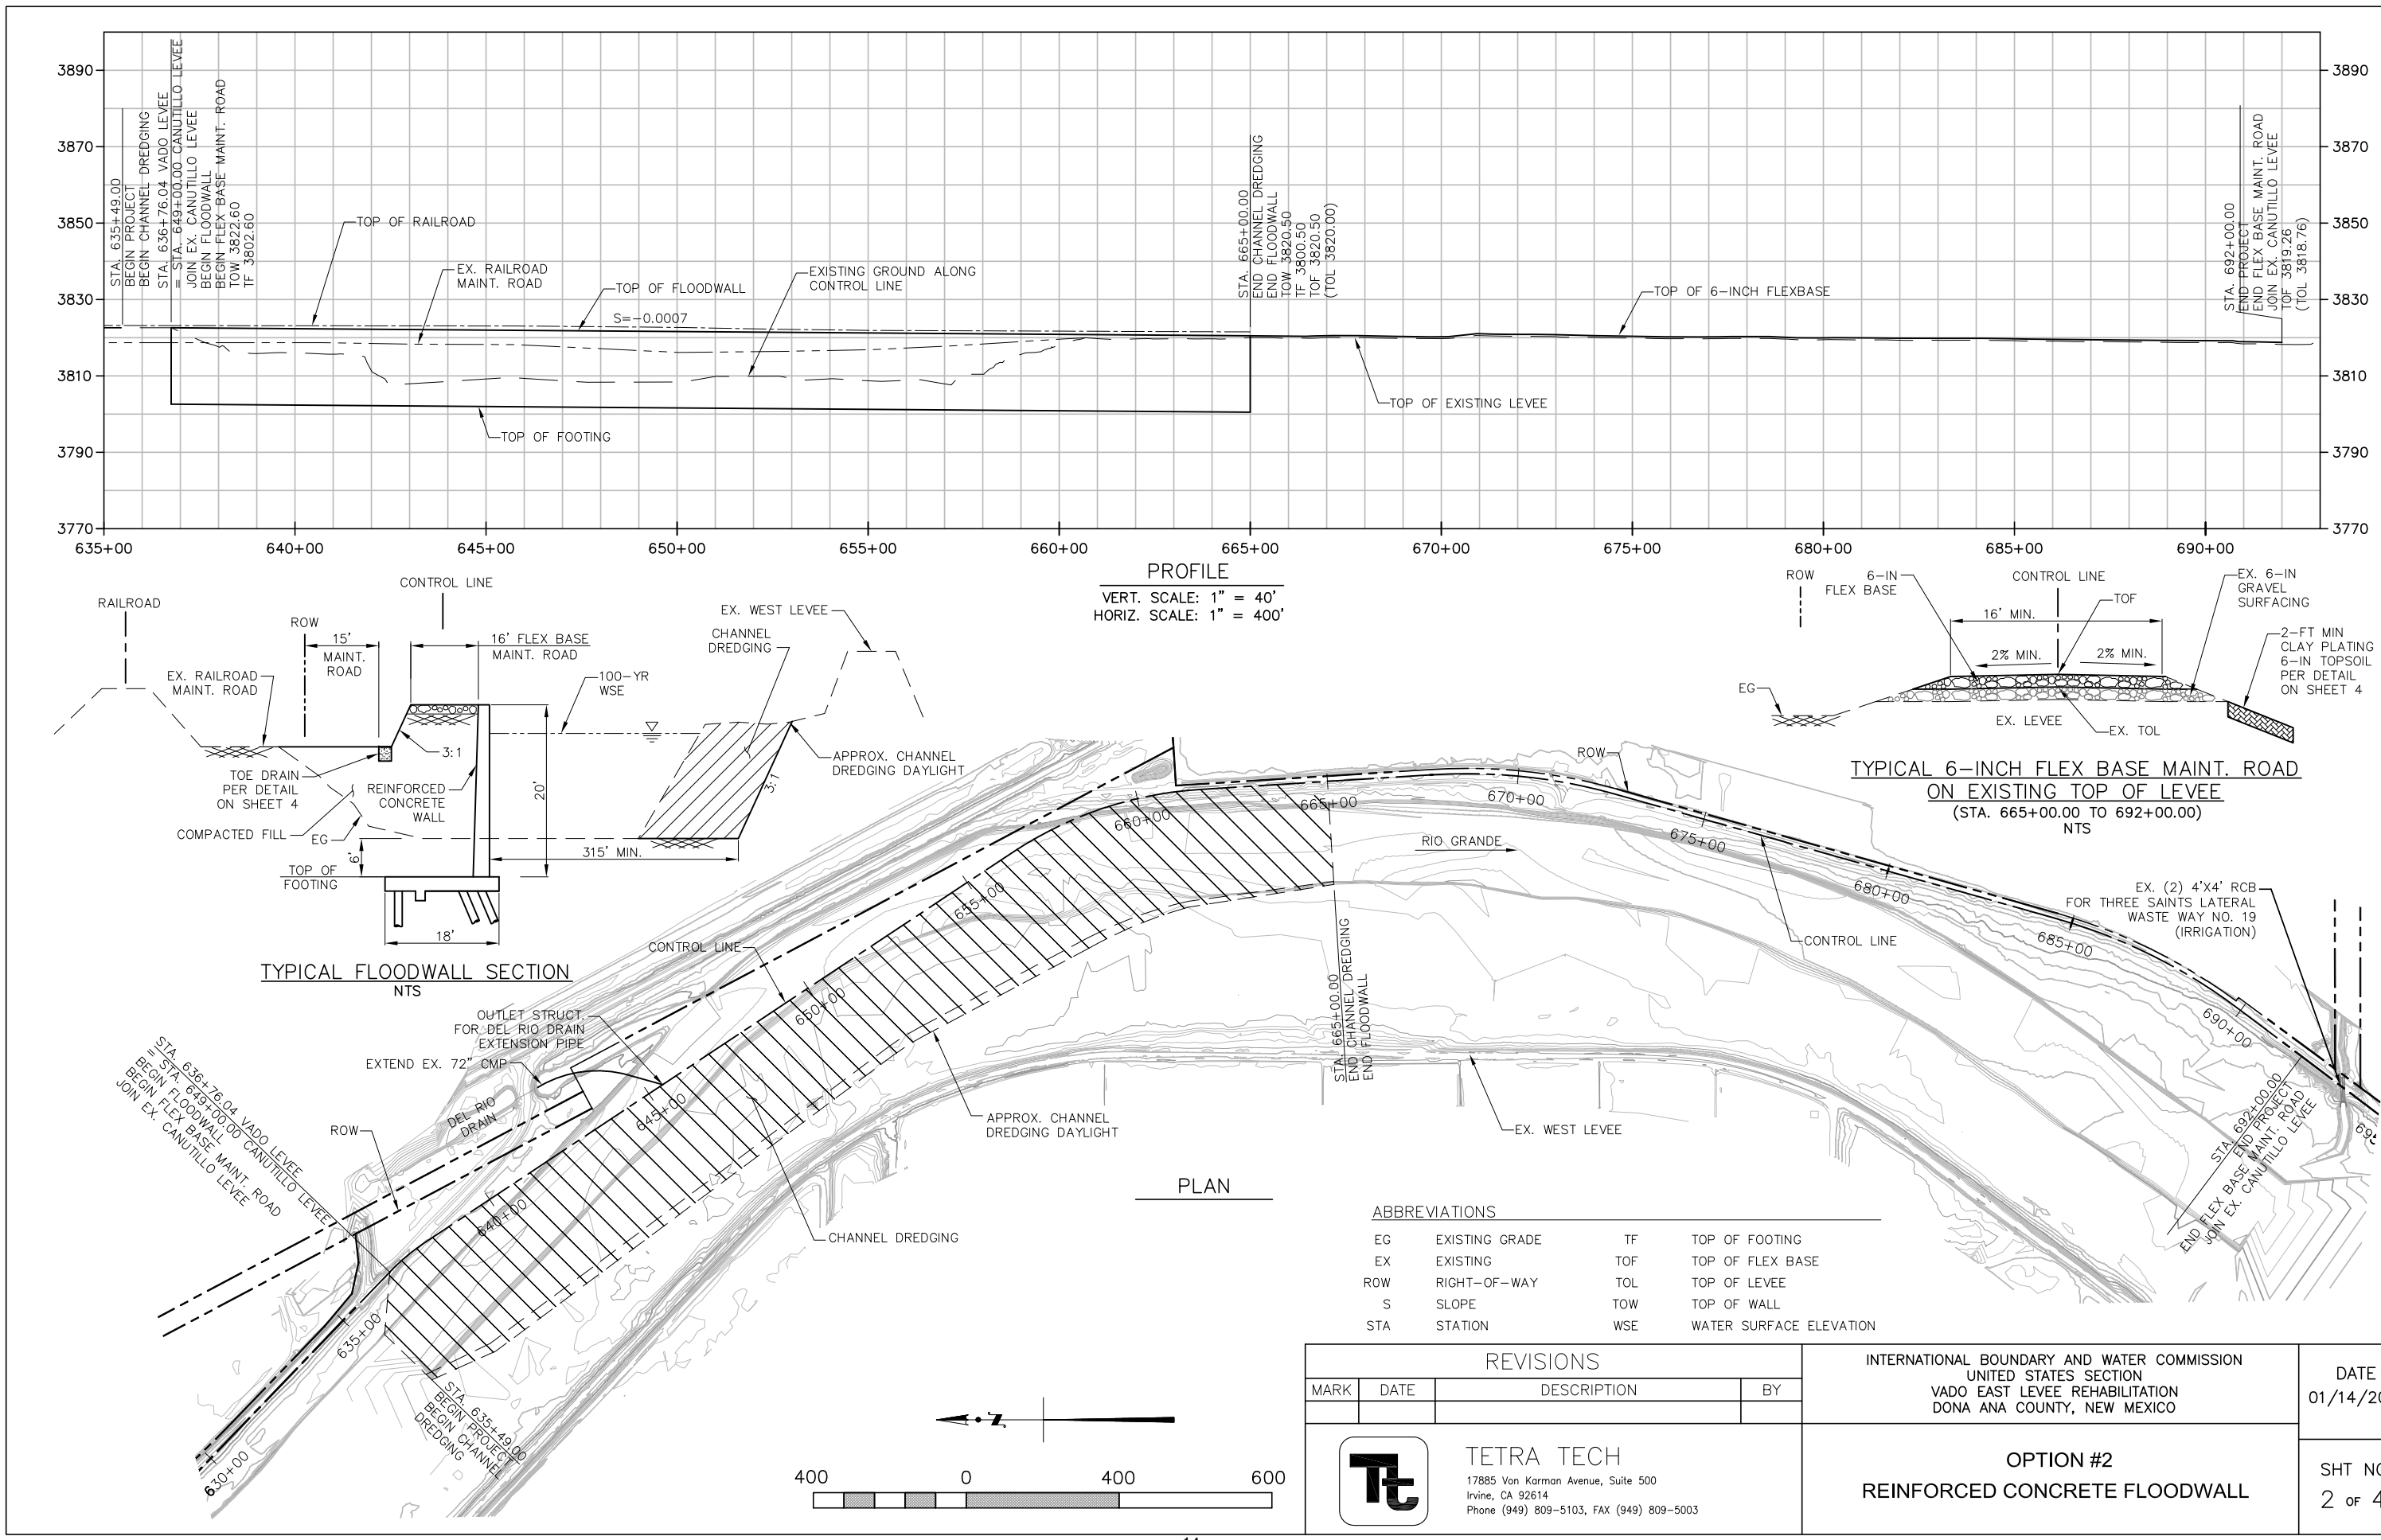 3890
3870
3850
3830
3810
3790
3770
3890
3870
3850
3830
3810
3790
3770
STA. 635+49.00
BEGIN PROJECT
BEGIN CHANNEL DREDGING
STA. 636+76.04 VADO LEVEE
= STA. 649+00.00 CANUTILLO LEVEE
JOIN EX. CANUTILLO LEVEE
BEGIN FLOODWALL
BEGIN FLEX BASE MAINT. ROAD
TOW 3822.60
TF 3802.60
TOP OF RAILROAD
EX. RAILROAD
MAINT. ROAD
TOP OF FLOODWALL
S=-0.0007
EXISTING GROUND ALONG
CONTROL LINE
TOP OF FOOTING
STA. 665+00.00
END CHANNEL DREDGING
END FLOODWALL
TOW 3820.50
TF 3800.50
TOF 3820.50
(TOL 3820.00)
TOP OF EXISTING LEVEE
TOP OF 6-INCH FLEXBASE
STA. 692+00.00
END PROJECT
END FLEX BASE MAINT. ROAD
JOIN EX. CANUTILLO LEVEE
TOF 3819.26
(TOL 3818.76)
635+00
640+00
645+00
650+00
655+00
660+00
665+00
670+00
675+00
680+00
685+00
690+00
PROFILE
VERT. SCALE: 1" = 40'
HORIZ. SCALE: 1" = 400'
RAILROAD
ROW
CONTROL LINE
15'
MAINT.
ROAD
16' FLEX BASE
MAINT. ROAD
EX. RAILROAD
MAINT. ROAD
3:1
TOE DRAIN
PER DETAIL
ON SHEET 4
REINFORCED
CONCRETE
WALL
COMPACTED FILL
EG
6'
TOP OF
FOOTING
18'
20'
100-YR
WSE
315' MIN.
CHANNEL
DREDGING
EX. WEST LEVEE
3:1
APPROX. CHANNEL
DREDGING DAYLIGHT
TYPICAL FLOODWALL SECTION
NTS
ROW
6-IN
FLEX BASE
CONTROL LINE
TOF
EX. 6-IN
GRAVEL
SURFACING
16' MIN.
2% MIN.
2% MIN.
2-FT MIN
CLAY PLATING
6-IN TOPSOIL
PER DETAIL
ON SHEET 4
EG
EX. LEVEE
EX. TOL
TYPICAL 6-INCH FLEX BASE MAINT. ROAD
ON EXISTING TOP OF LEVEE
(STA. 665+00.00 TO 692+00.00)
NTS
STA. 636+76.04 VADO LEVEE
= STA. 649+00.00 CANUTILLO LEVEE
BEGIN FLOODWALL
BEGIN FLEX BASE MAINT. ROAD
JOIN EX. CANUTILLO LEVEE
OUTLET STRUCT.
FOR DEL RIO DRAIN
EXTENSION PIPE
EXTEND EX. 72" CMP
DEL RIO
DRAIN
ROW
CONTROL LINE
630+00
635+00
640+00
645+00
650+00
655+00
660+00
665+00
670+00
675+00
680+00
685+00
690+00
695
STA. 635+49.00
BEGIN PROJECT
BEGIN CHANNEL
DREDGING
CHANNEL DREDGING
APPROX. CHANNEL
DREDGING DAYLIGHT
STA. 665+00.00
END CHANNEL DREDGING
END FLOODWALL
RIO GRANDE
ROW
CONTROL LINE
EX. WEST LEVEE
EX. (2) 4'X4' RCB
FOR THREE SAINTS LATERAL
WASTE WAY NO. 19
(IRRIGATION)
STA. 692+00.00
END PROJECT
END FLEX BASE MAINT. ROAD
JOIN EX. CANUTILLO LEVEE
PLAN
N
400
0
400
600
ABBREVIATIONS
EG EXISTING GRADE TF TOP OF FOOTING
EX EXISTING TOF TOP OF FLEX BASE
ROW RIGHT-OF-WAY TOL TOP OF LEVEE
S SLOPE TOW TOP OF WALL
STA STATION WSE WATER SURFACE ELEVATION
REVISIONS
MARK DATE DESCRIPTION BY
Tt
TETRA TECH
17885 Von Karman Avenue, Suite 500
Irvine, CA 92614
Phone (949) 809-5103, FAX (949) 809-5003
INTERNATIONAL BOUNDARY AND WATER COMMISSION
UNITED STATES SECTION
VADO EAST LEVEE REHABILITATION
DONA ANA COUNTY, NEW MEXICO
OPTION #2
REINFORCED CONCRETE FLOODWALL
DATE
01/14/20
SHT NO
2 OF 4